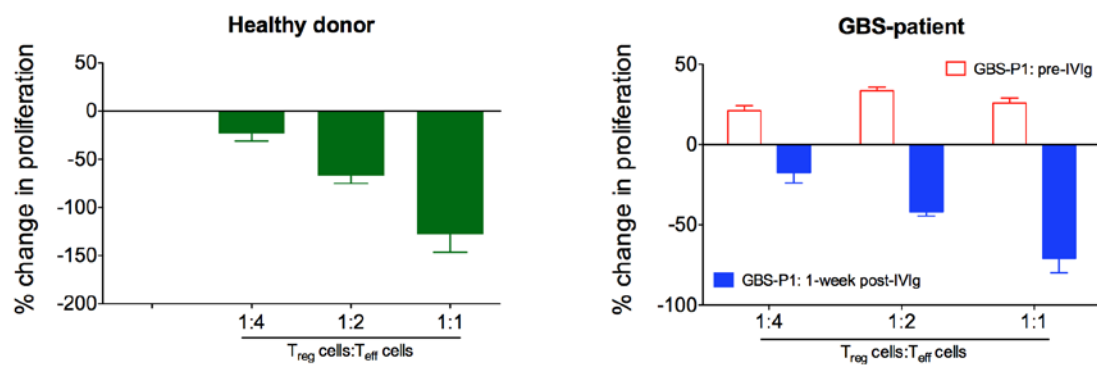 Healthy donor
% change in proliferation
0
-50
-100
-150
-200
1:4 1:2 1:1
Treg cells:Teff cells
GBS-patient
% change in proliferation
50
0
-50
-100
GBS-P1: pre-IVIg
GBS-P1: 1-week post-IVIg
1:4 1:2 1:1
Treg cells:Teff cells